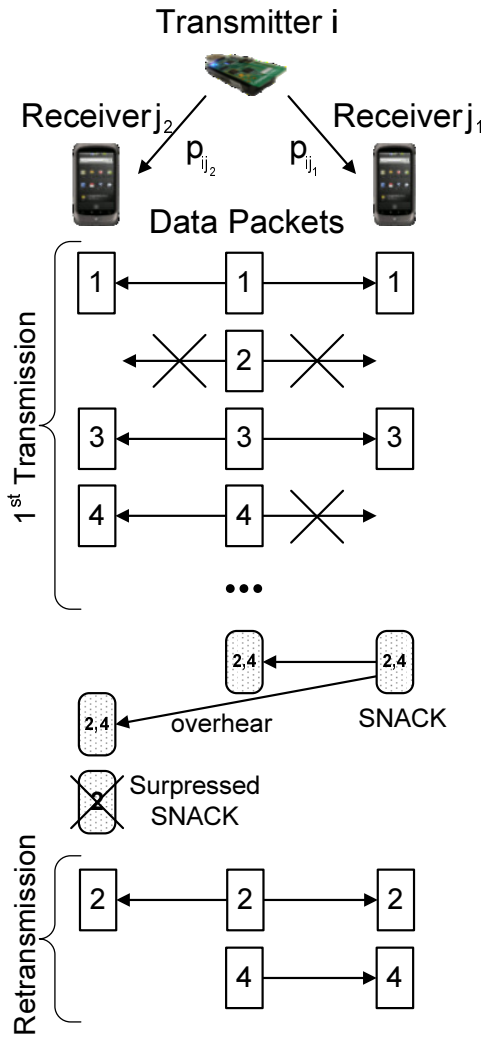 Transmitter i
Receiver j2 Receiver j1
pij2 pij1
Data Packets
1st Transmission
1 1 1
2
3 3 3
4 4
...
2,4 2,4
2,4 overhear SNACK
2 Surpressed
SNACK
Retransmission
2 2 2
4 4